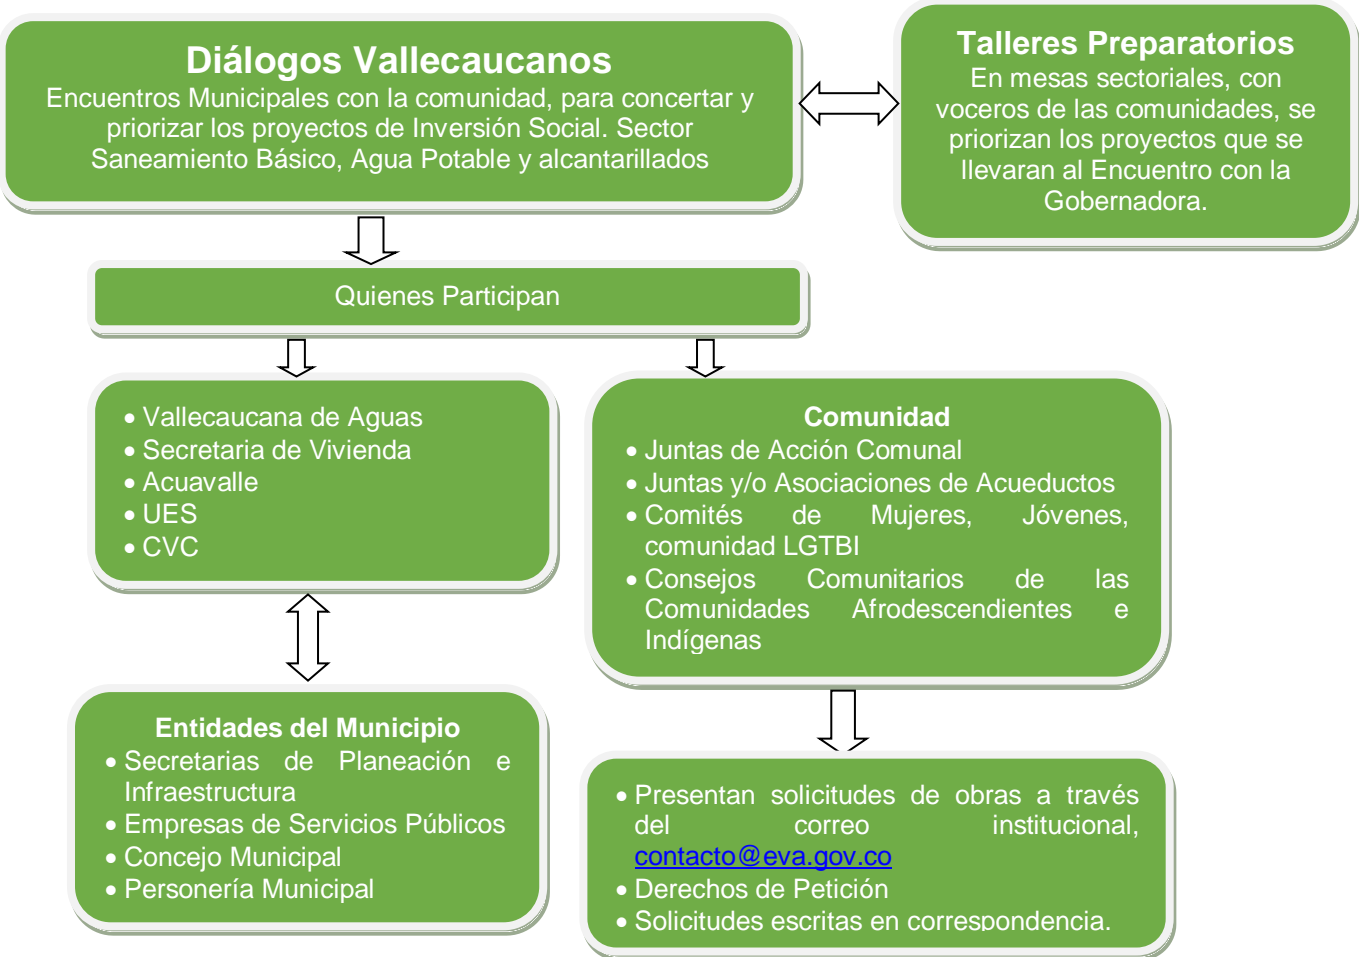 Diálogos Vallecaucanos
Encuentros Municipales con la comunidad, para concertar y
priorizar los proyectos de Inversión Social. Sector
Saneamiento Básico, Agua Potable y alcantarillados
Talleres Preparatorios
En mesas sectoriales, con
voceros de las comunidades, se
priorizan los proyectos que se
llevaran al Encuentro con la
Gobernadora.
Quienes Participan
• Vallecaucana de Aguas
• Secretaria de Vivienda
• Acuavalle
• UES
• CVC
Comunidad
• Juntas de Acción Comunal
• Juntas y/o Asociaciones de Acueductos
• Comités de Mujeres, Jóvenes,
comunidad LGTBI
• Consejos Comunitarios de las
Comunidades Afrodescendientes e
Indígenas
Entidades del Municipio
• Secretarias de Planeación e
Infraestructura
• Empresas de Servicios Públicos
• Concejo Municipal
• Personería Municipal
• Presentan solicitudes de obras a través
del correo institucional,
contacto@eva.gov.co
• Derechos de Petición
• Solicitudes escritas en correspondencia.